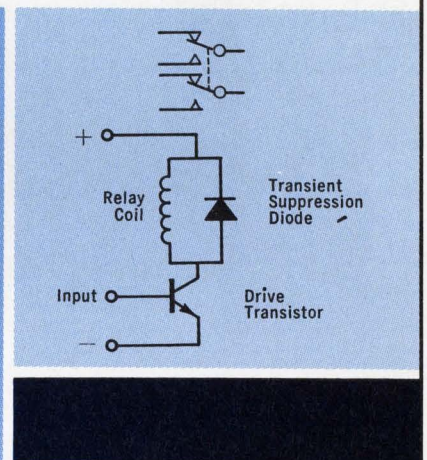 +
Relay
Coil
Transient
Suppression
Diode
Input
Drive
Transistor
—